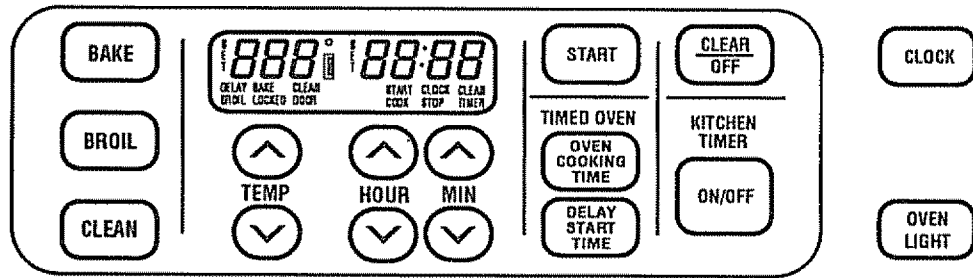 BAKE
BROIL
CLEAN
SET
888°
SET
88:88
DELAY BAKE CLEAN
BROIL LOCKED DOOR
START CLOCK CLEAN
COOK STOP TIMER
TEMP
HOUR
MIN
START
TIMED OVEN
OVEN
COOKING
TIME
DELAY
START
TIME
CLEAR
OFF
KITCHEN
TIMER
ON/OFF
CLOCK
OVEN
LIGHT